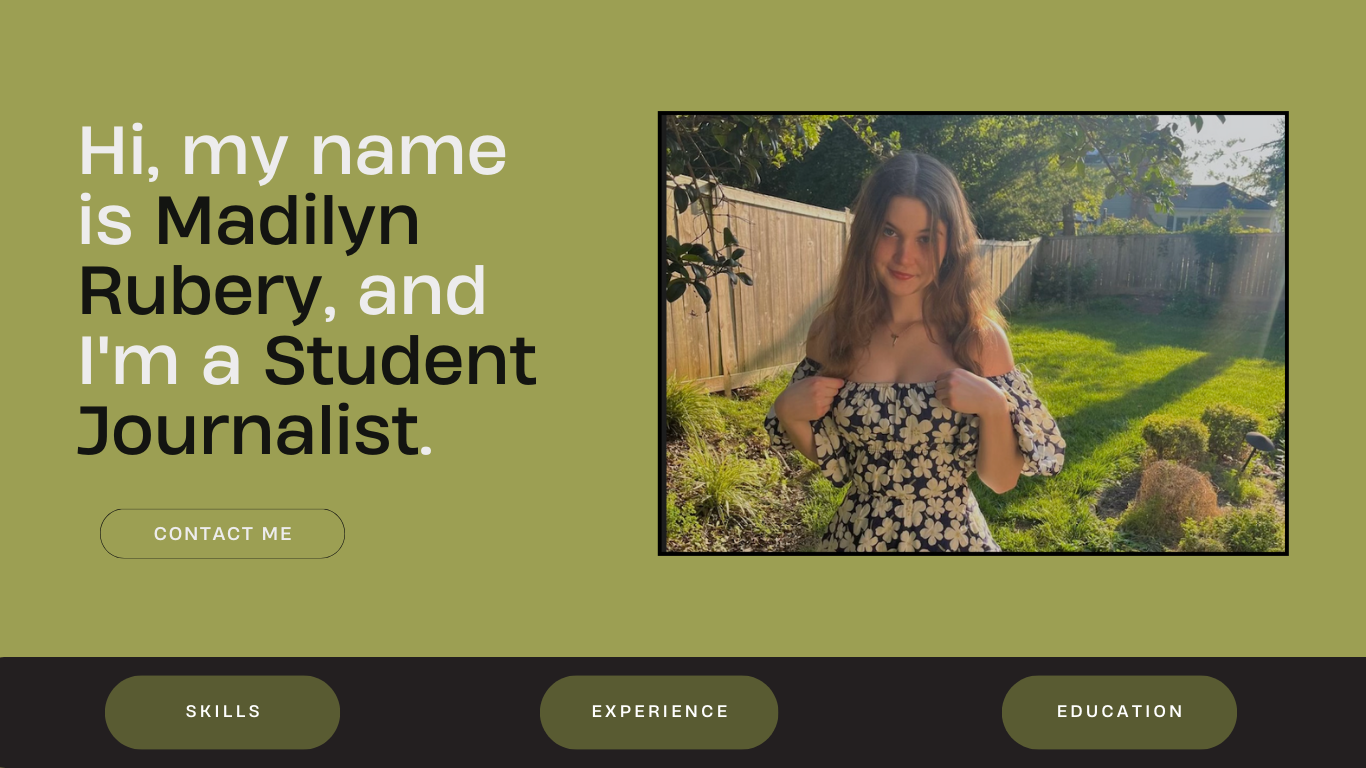 Hi, my name
is Madilyn
Rubery, and
I'm a Student
Journalist.
CONTACT ME
SKILLS
EXPERIENCE
EDUCATION